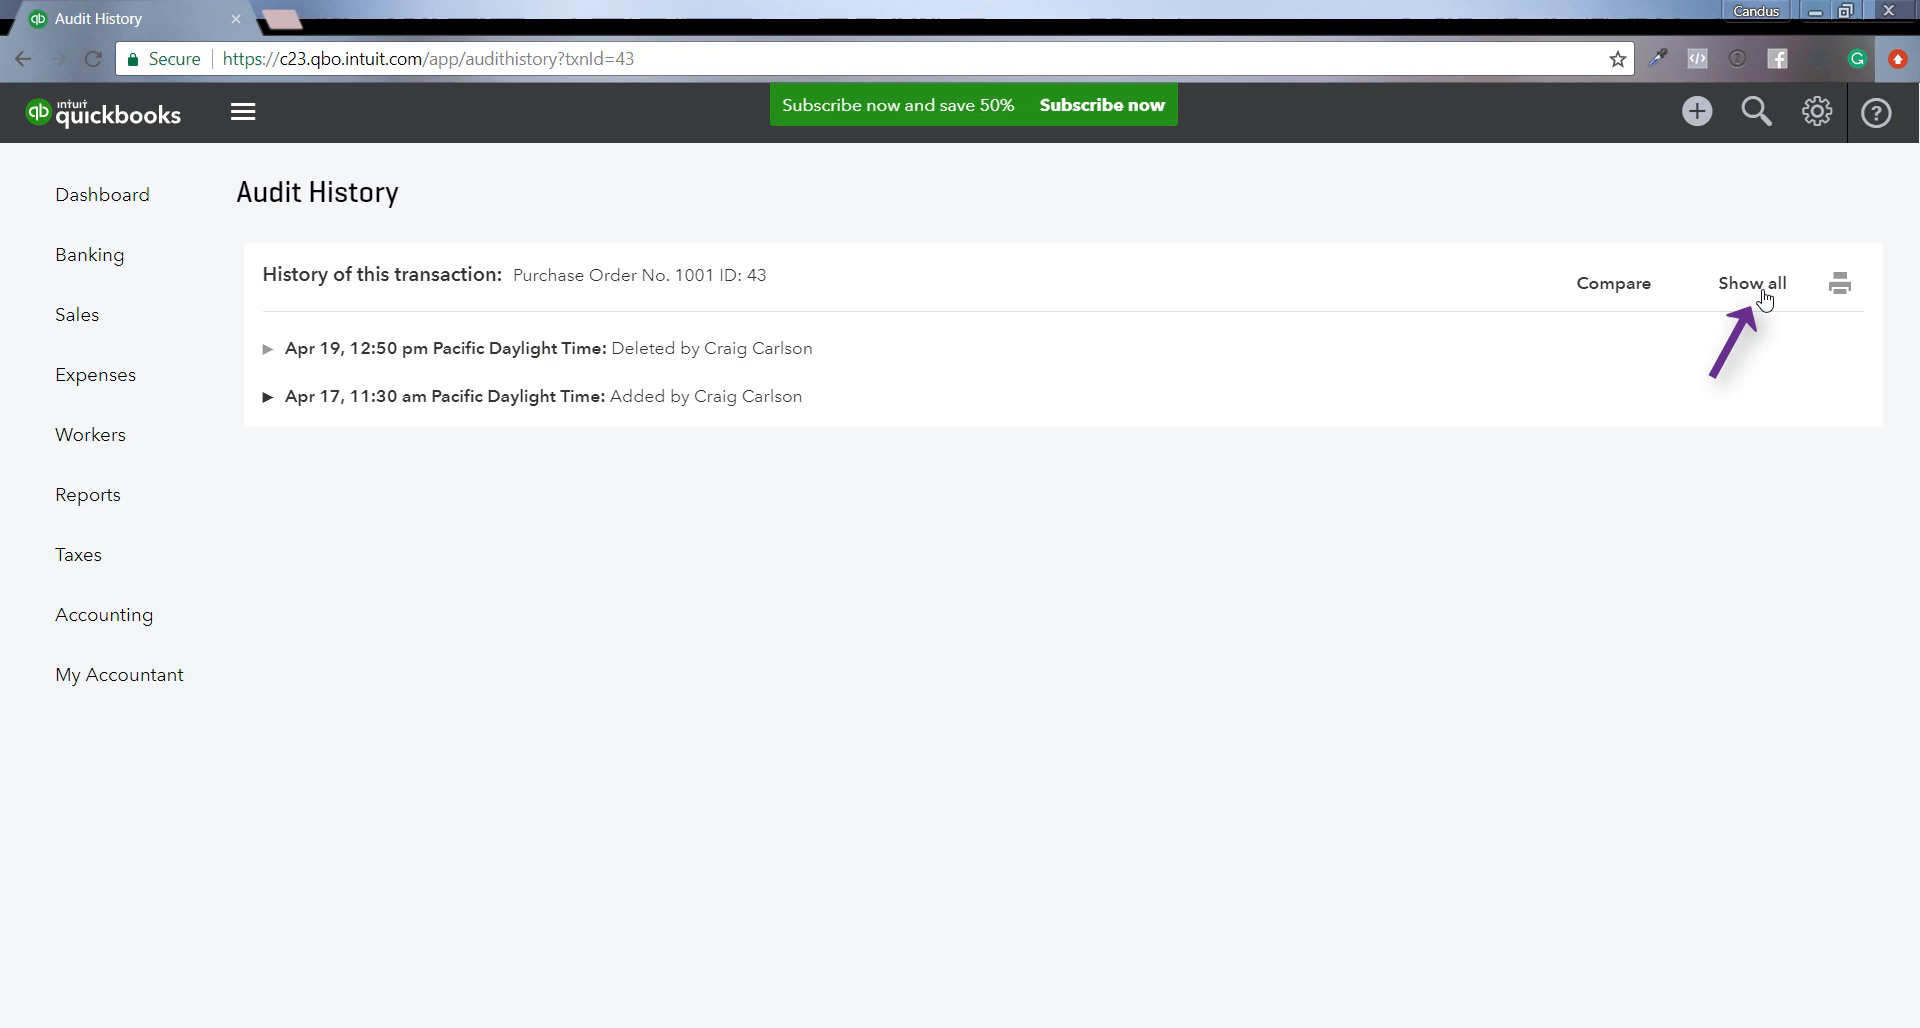 Audit History
Candus
Secure https://c23.qbo.intuit.com/app/audithistory?txnId=43
intuit
quickbooks
Subscribe now and save 50% Subscribe now
Dashboard
Banking
Sales
Expenses
Workers
Reports
Taxes
Accounting
My Accountant
Audit History
History of this transaction: Purchase Order No. 1001 ID: 43
Compare Show all
Apr 19, 12:50 pm Pacific Daylight Time: Deleted by Craig Carlson
Apr 17, 11:30 am Pacific Daylight Time: Added by Craig Carlson